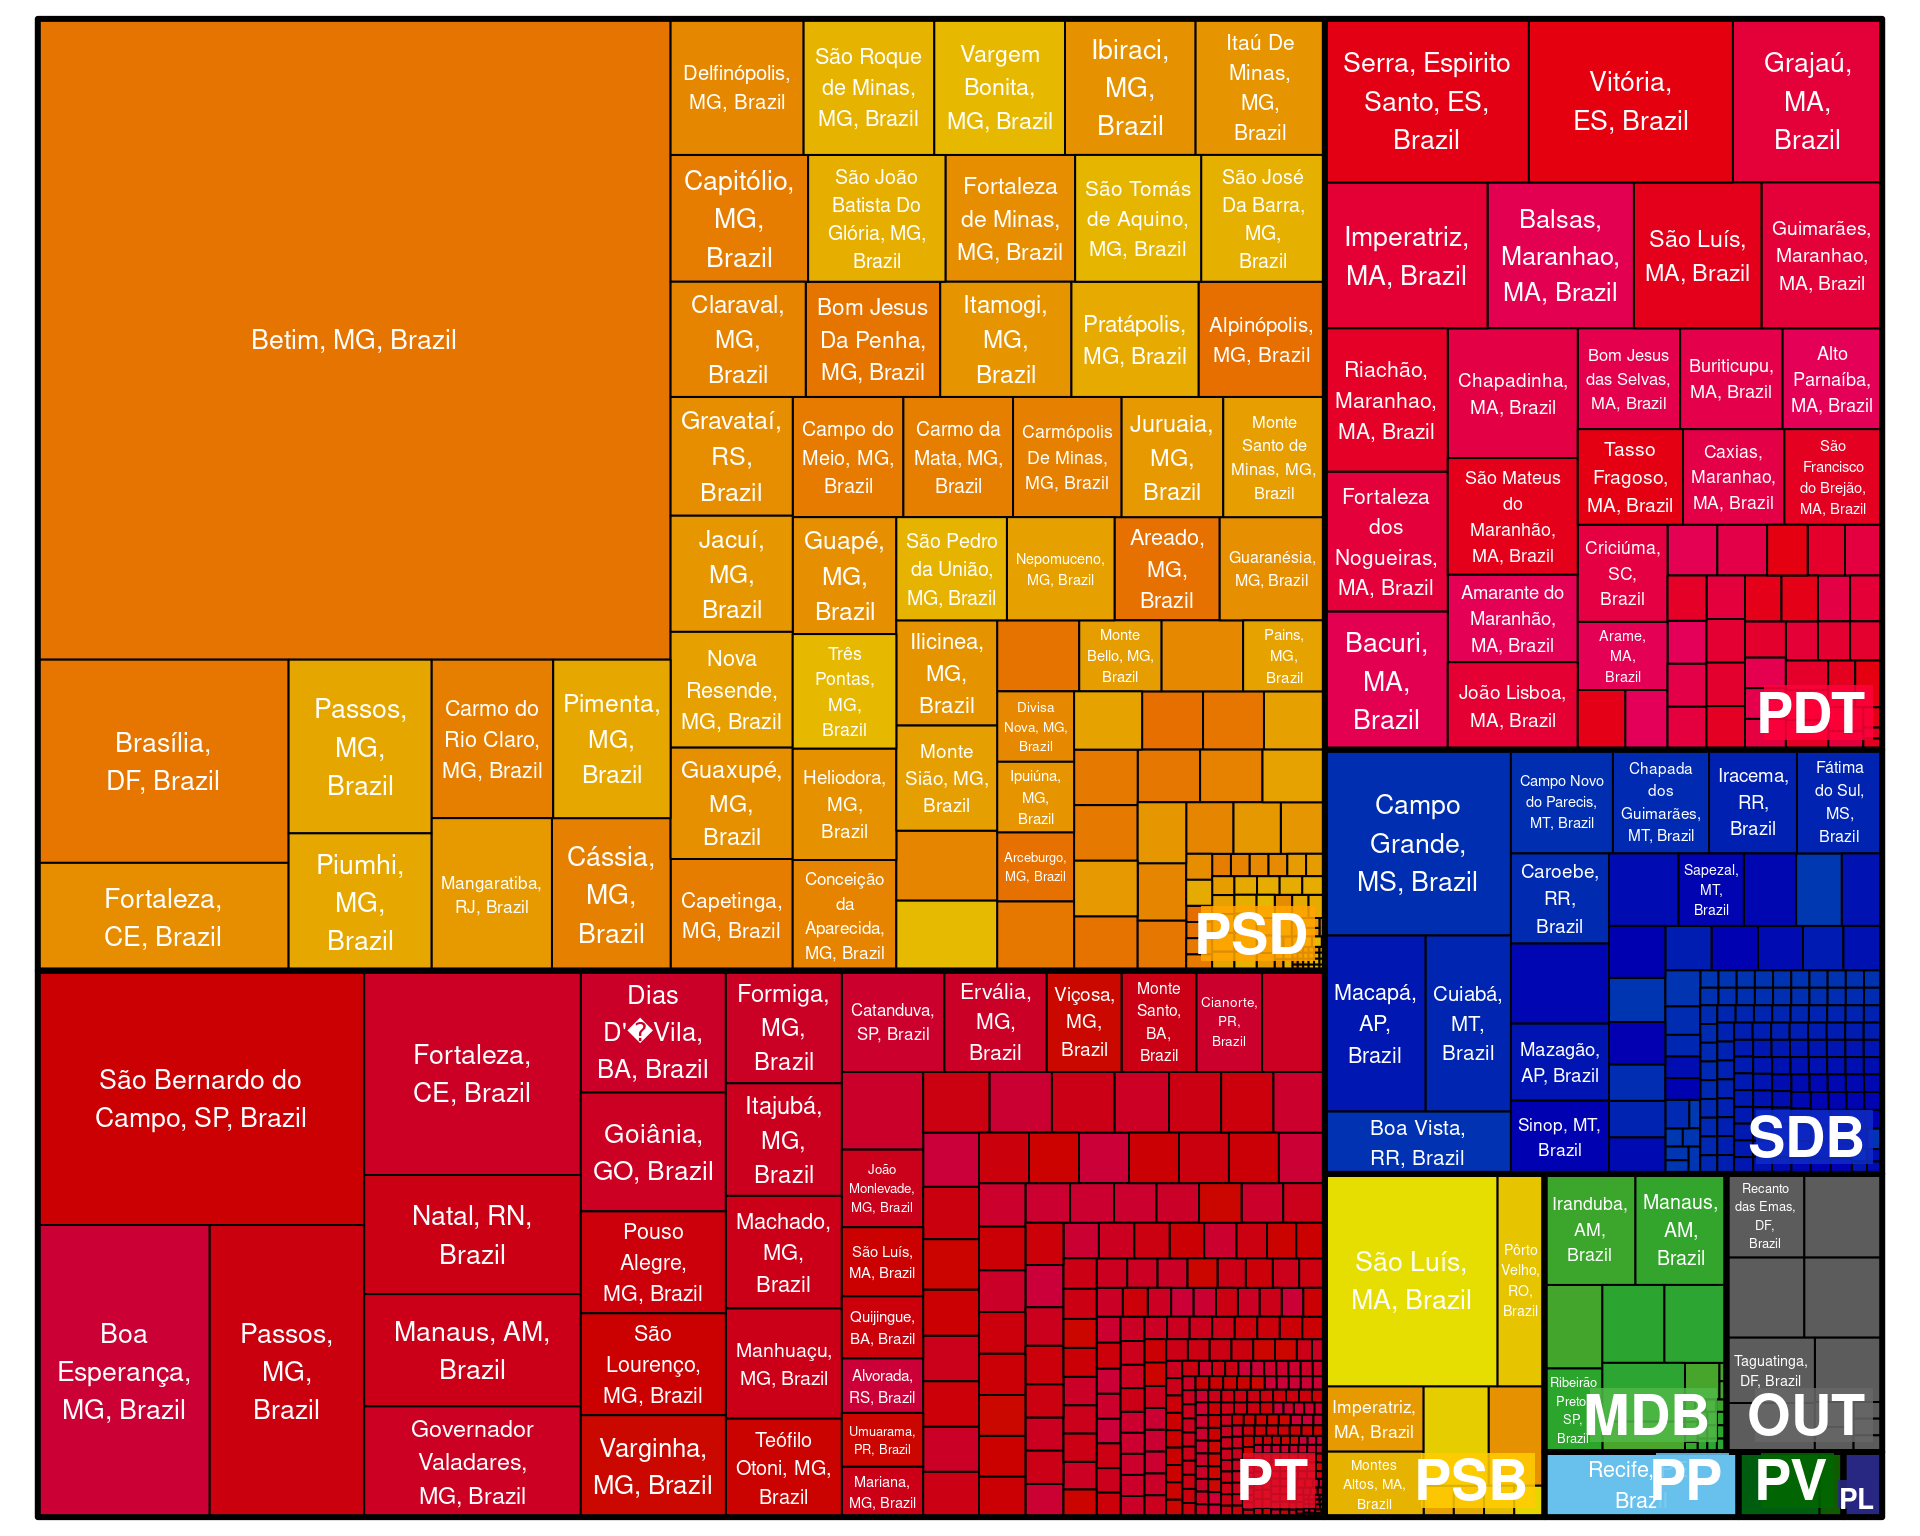 Betim, MG, Brazil
Brasília,
DF, Brazil
Fortaleza,
CE, Brazil
Passos,
MG,
Brazil
Piumhi,
MG,
Brazil
Carmo do
Rio Claro,
MG, Brazil
Pimenta,
MG,
Brazil
Mangaratiba,
RJ, Brazil
Cássia,
MG,
Brazil
Delfinópolis,
MG, Brazil
São Roque
de Minas,
MG, Brazil
Vargem
Bonita,
MG, Brazil
Ibiraci,
MG,
Brazil
Itaú De
Minas,
MG,
Brazil
Capitólio,
MG,
Brazil
São João
Batista Do
Glória, MG,
Brazil
Fortaleza
de Minas,
MG, Brazil
São Tomás
de Aquino,
MG, Brazil
São José
Da Barra,
MG,
Brazil
Claraval,
MG,
Brazil
Bom Jesus
Da Penha,
MG, Brazil
Itamogi,
MG,
Brazil
Pratápolis,
MG, Brazil
Alpinópolis,
MG, Brazil
Gravataí,
RS,
Brazil
Campo do
Meio, MG,
Brazil
Carmo da
Mata, MG,
Brazil
Carmópolis
De Minas,
MG, Brazil
Juruaia,
MG,
Brazil
Monte
Santo de
Minas, MG,
Brazil
Jacuí,
MG,
Brazil
Guapé,
MG,
Brazil
São Pedro
da União,
MG, Brazil
Nepomuceno,
MG, Brazil
Areado,
MG,
Brazil
Guaranésia,
MG, Brazil
Nova
Resende,
MG, Brazil
Três
Pontas,
MG,
Brazil
Ilicinea,
MG,
Brazil
Monte
Bello, MG,
Brazil
Pains,
MG,
Brazil
Guaxupé,
MG,
Brazil
Heliodora,
MG,
Brazil
Monte
Sião, MG,
Brazil
Divisa
Nova, MG,
Brazil
Ipuiúna,
MG,
Brazil
Capetinga,
MG, Brazil
Conceição
da
Aparecida,
MG, Brazil
Arceburgo,
MG, Brazil
PSD
Serra, Espirito
Santo, ES,
Brazil
Vitória,
ES, Brazil
Grajaú,
MA,
Brazil
Imperatriz,
MA, Brazil
Balsas,
Maranhao,
MA, Brazil
São Luís,
MA, Brazil
Guimarães,
Maranhao,
MA, Brazil
Riachão,
Maranhao,
MA, Brazil
Chapadinha,
MA, Brazil
Bom Jesus
das Selvas,
MA, Brazil
Buriticupu,
MA, Brazil
Alto
Parnaíba,
MA, Brazil
Tasso
Fragoso,
MA, Brazil
Caxias,
Maranhao,
MA, Brazil
São
Francisco
do Brejão,
MA, Brazil
Fortaleza
dos
Nogueiras,
MA, Brazil
São Mateus
do
Maranhão,
MA, Brazil
Criciúma,
SC,
Brazil
Amarante do
Maranhão,
MA, Brazil
Arame,
MA,
Brazil
Bacuri,
MA,
Brazil
João Lisboa,
MA, Brazil
PDT
Campo
Grande,
MS, Brazil
Campo Novo
do Parecis,
MT, Brazil
Chapada
dos
Guimarães,
MT, Brazil
Iracema,
RR,
Brazil
Fátima
do Sul,
MS,
Brazil
Caroebe,
RR,
Brazil
Sapezal,
MT,
Brazil
Macapá,
AP,
Brazil
Cuiabá,
MT,
Brazil
Mazagão,
AP, Brazil
Boa Vista,
RR, Brazil
Sinop, MT,
Brazil
SDB
São Bernardo do
Campo, SP, Brazil
Boa
Esperança,
MG, Brazil
Passos,
MG,
Brazil
Fortaleza,
CE, Brazil
Natal, RN,
Brazil
Manaus, AM,
Brazil
Governador
Valadares,
MG, Brazil
Dias
D'�Vila,
BA, Brazil
Goiânia,
GO, Brazil
Pouso
Alegre,
MG, Brazil
São
Lourenço,
MG, Brazil
Varginha,
MG, Brazil
Formiga,
MG,
Brazil
Itajubá,
MG,
Brazil
Machado,
MG,
Brazil
Manhuaçu,
MG, Brazil
Teófilo
Otoni, MG,
Brazil
Catanduva,
SP, Brazil
Ervália,
MG,
Brazil
Viçosa,
MG,
Brazil
Monte
Santo,
BA,
Brazil
Cianorte,
PR,
Brazil
João
Monlevade,
MG, Brazil
São Luís,
MA, Brazil
Quijingue,
BA, Brazil
Alvorada,
RS, Brazil
Umuarama,
PR, Brazil
Mariana,
MG, Brazil
PT
São Luís,
MA, Brazil
Pôrto
Velho,
RO,
Brazil
Imperatriz,
MA, Brazil
Montes
Altos, MA,
Brazil
PSB
Iranduba,
AM,
Brazil
Manaus,
AM,
Brazil
Ribeirão
Preto,
SP,
Brazil
MDB
Recanto
das Emas,
DF,
Brazil
Taguatinga,
DF, Brazil
OUT
Recife,
Brazil
PP
PV
PL